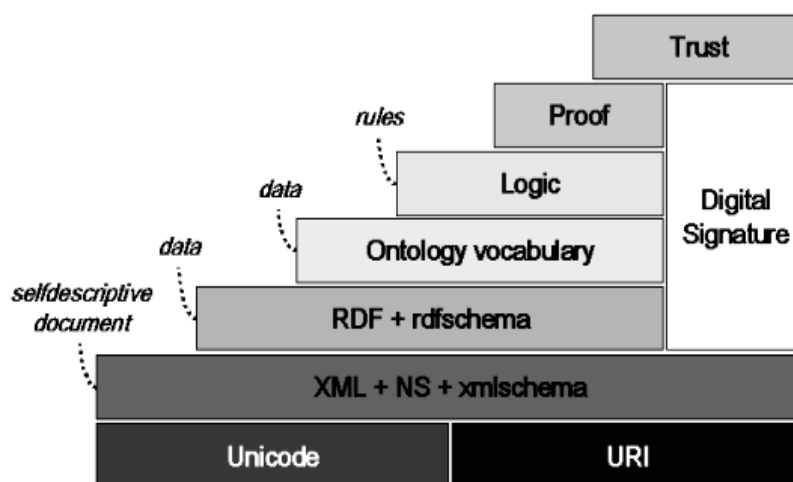 Trust
Proof
rules
Logic
Digital
Signature
data
Ontology vocabulary
data
RDF + rdfschema
selfdescriptive
document
XML + NS + xmlschema
Unicode
URI